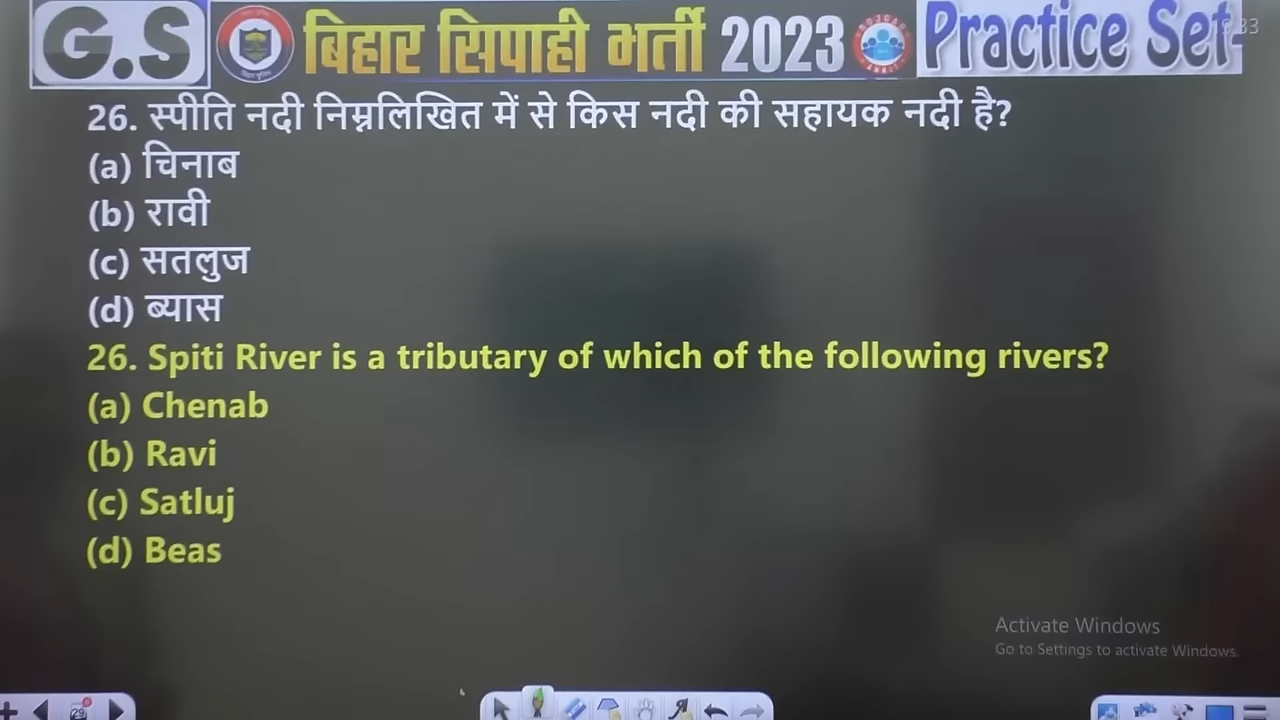 G.S बिहार सिपाही भर्ती 2023 Practice Set-
26. स्पीति नदी निम्नलिखित में से किस नदी की सहायक नदी है?
(a) चिनाब
(b) रावी
(c) सतलुज
(d) ब्यास
26. Spiti River is a tributary of which of the following rivers?
(a) Chenab
(b) Ravi
(c) Satluj
(d) Beas
Activate Windows
Go to Settings to activate Windows.
29